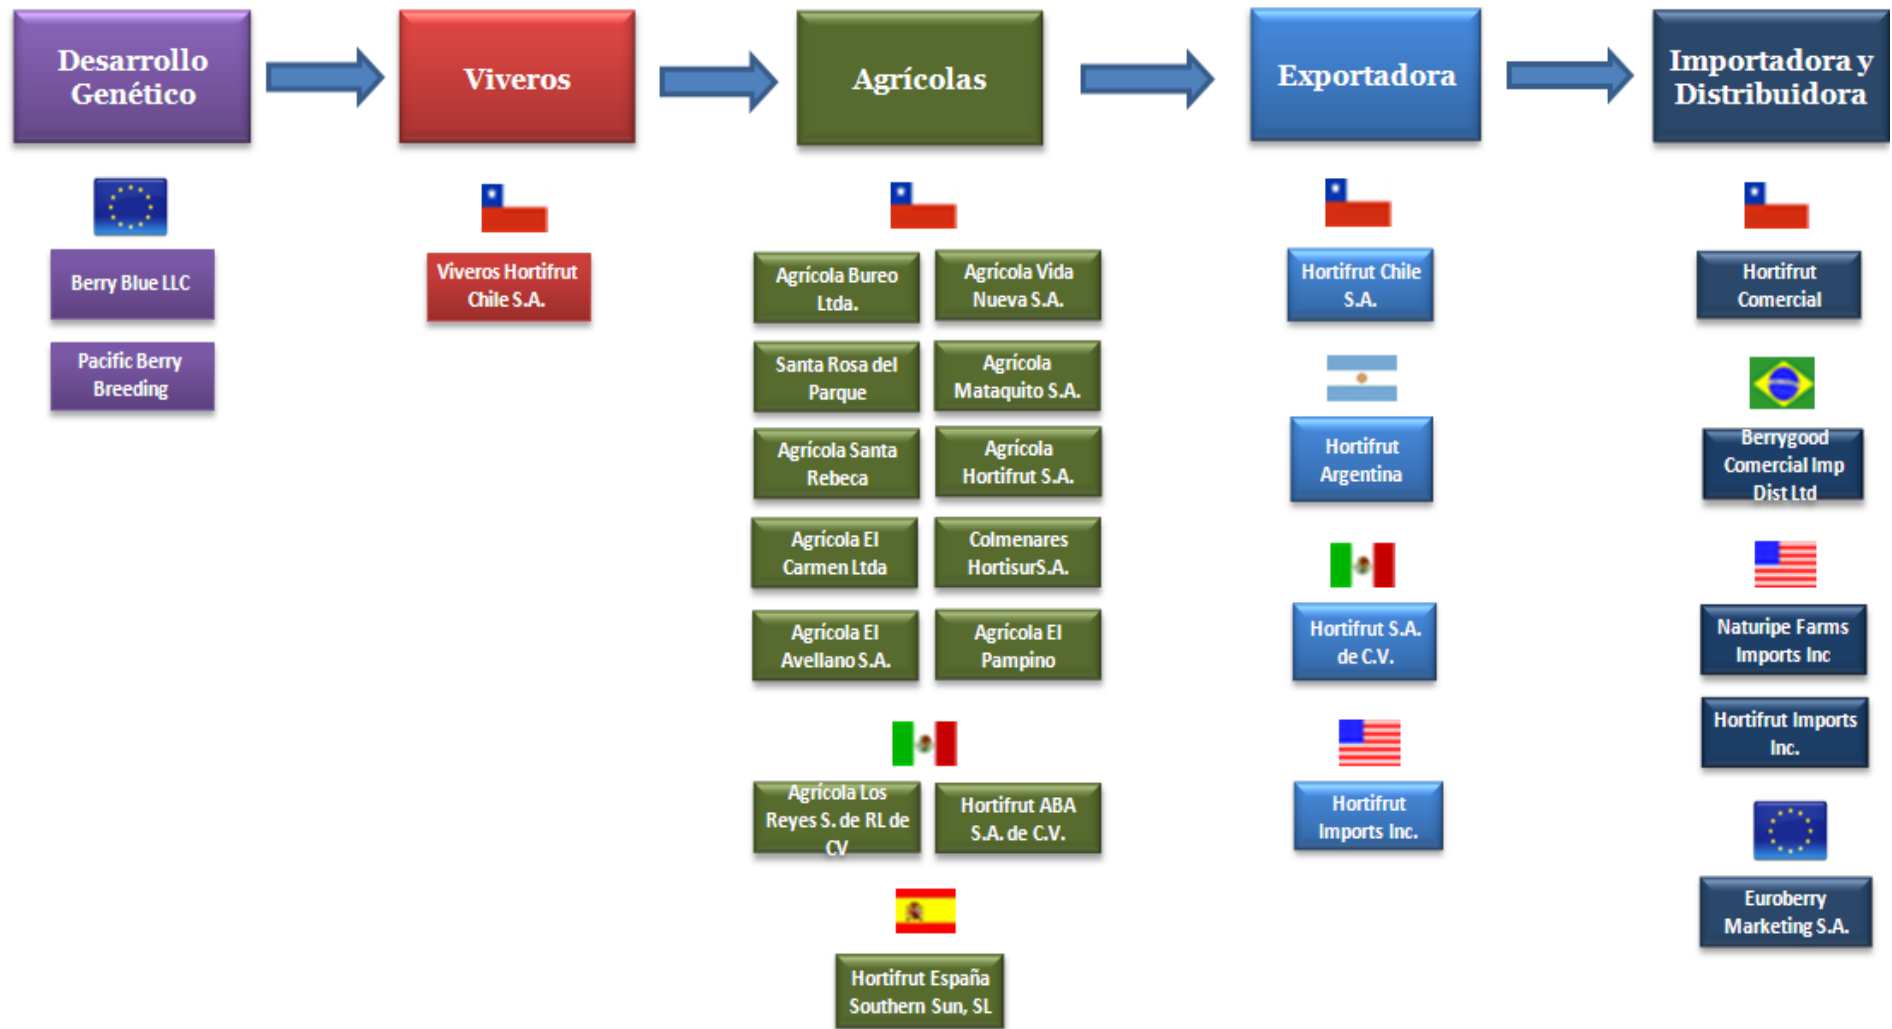 Desarrollo
Genético
Viveros
Agrícolas
Exportadora
Importadora y
Distribuidora
Berry Blue LLC
Pacific Berry
Breeding
Viveros Hortifrut
Chile S.A.
Agrícola Bureo
Ltda.
Agrícola Vida
Nueva S.A.
Santa Rosa del
Parque
Agrícola
Mataquito S.A.
Agrícola Santa
Rebeca
Agrícola
Hortifrut S.A.
Agrícola El
Carmen Ltda
Colmenares
HortisurS.A.
Agrícola El
Avellano S.A.
Agrícola El
Pampino
Agrícola Los
Reyes S. de RL de
CV
Hortifrut ABA
S.A. de C.V.
Hortifrut España
Southern Sun, SL
Hortifrut Chile
S.A.
Hortifrut
Argentina
Hortifrut S.A.
de C.V.
Hortifrut
Imports Inc.
Hortifrut
Comercial
Berrygood
Comercial Imp
Dist Ltd
Naturipe Farms
Imports Inc
Hortifrut Imports
Inc.
Euroberry
Marketing S.A.